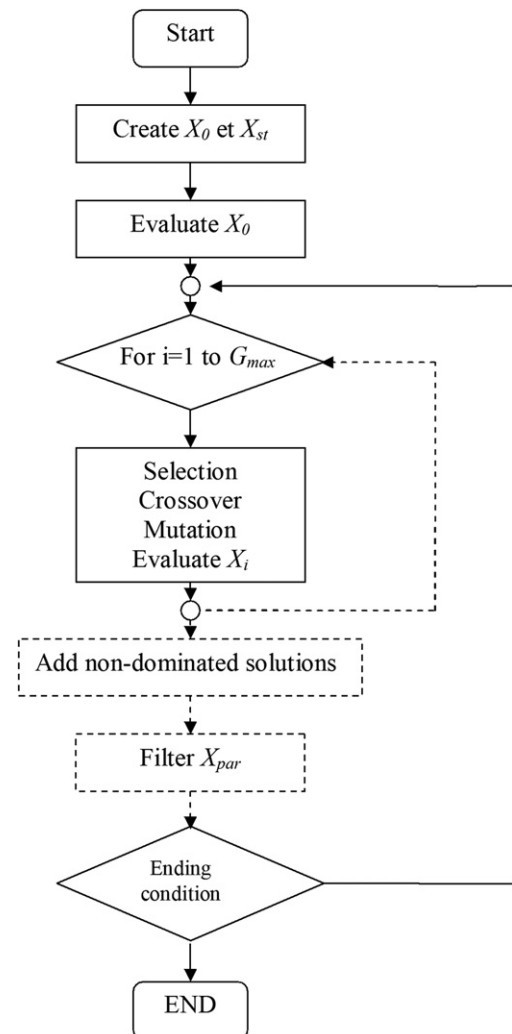 Start
Create X₀ et Xₛₜ
Evaluate X₀
For i=1 to Gₘₐₓ
Selection
Crossover
Mutation
Evaluate Xᵢ
Add non-dominated solutions
Filter Xₚₐᵣ
Ending
condition
END